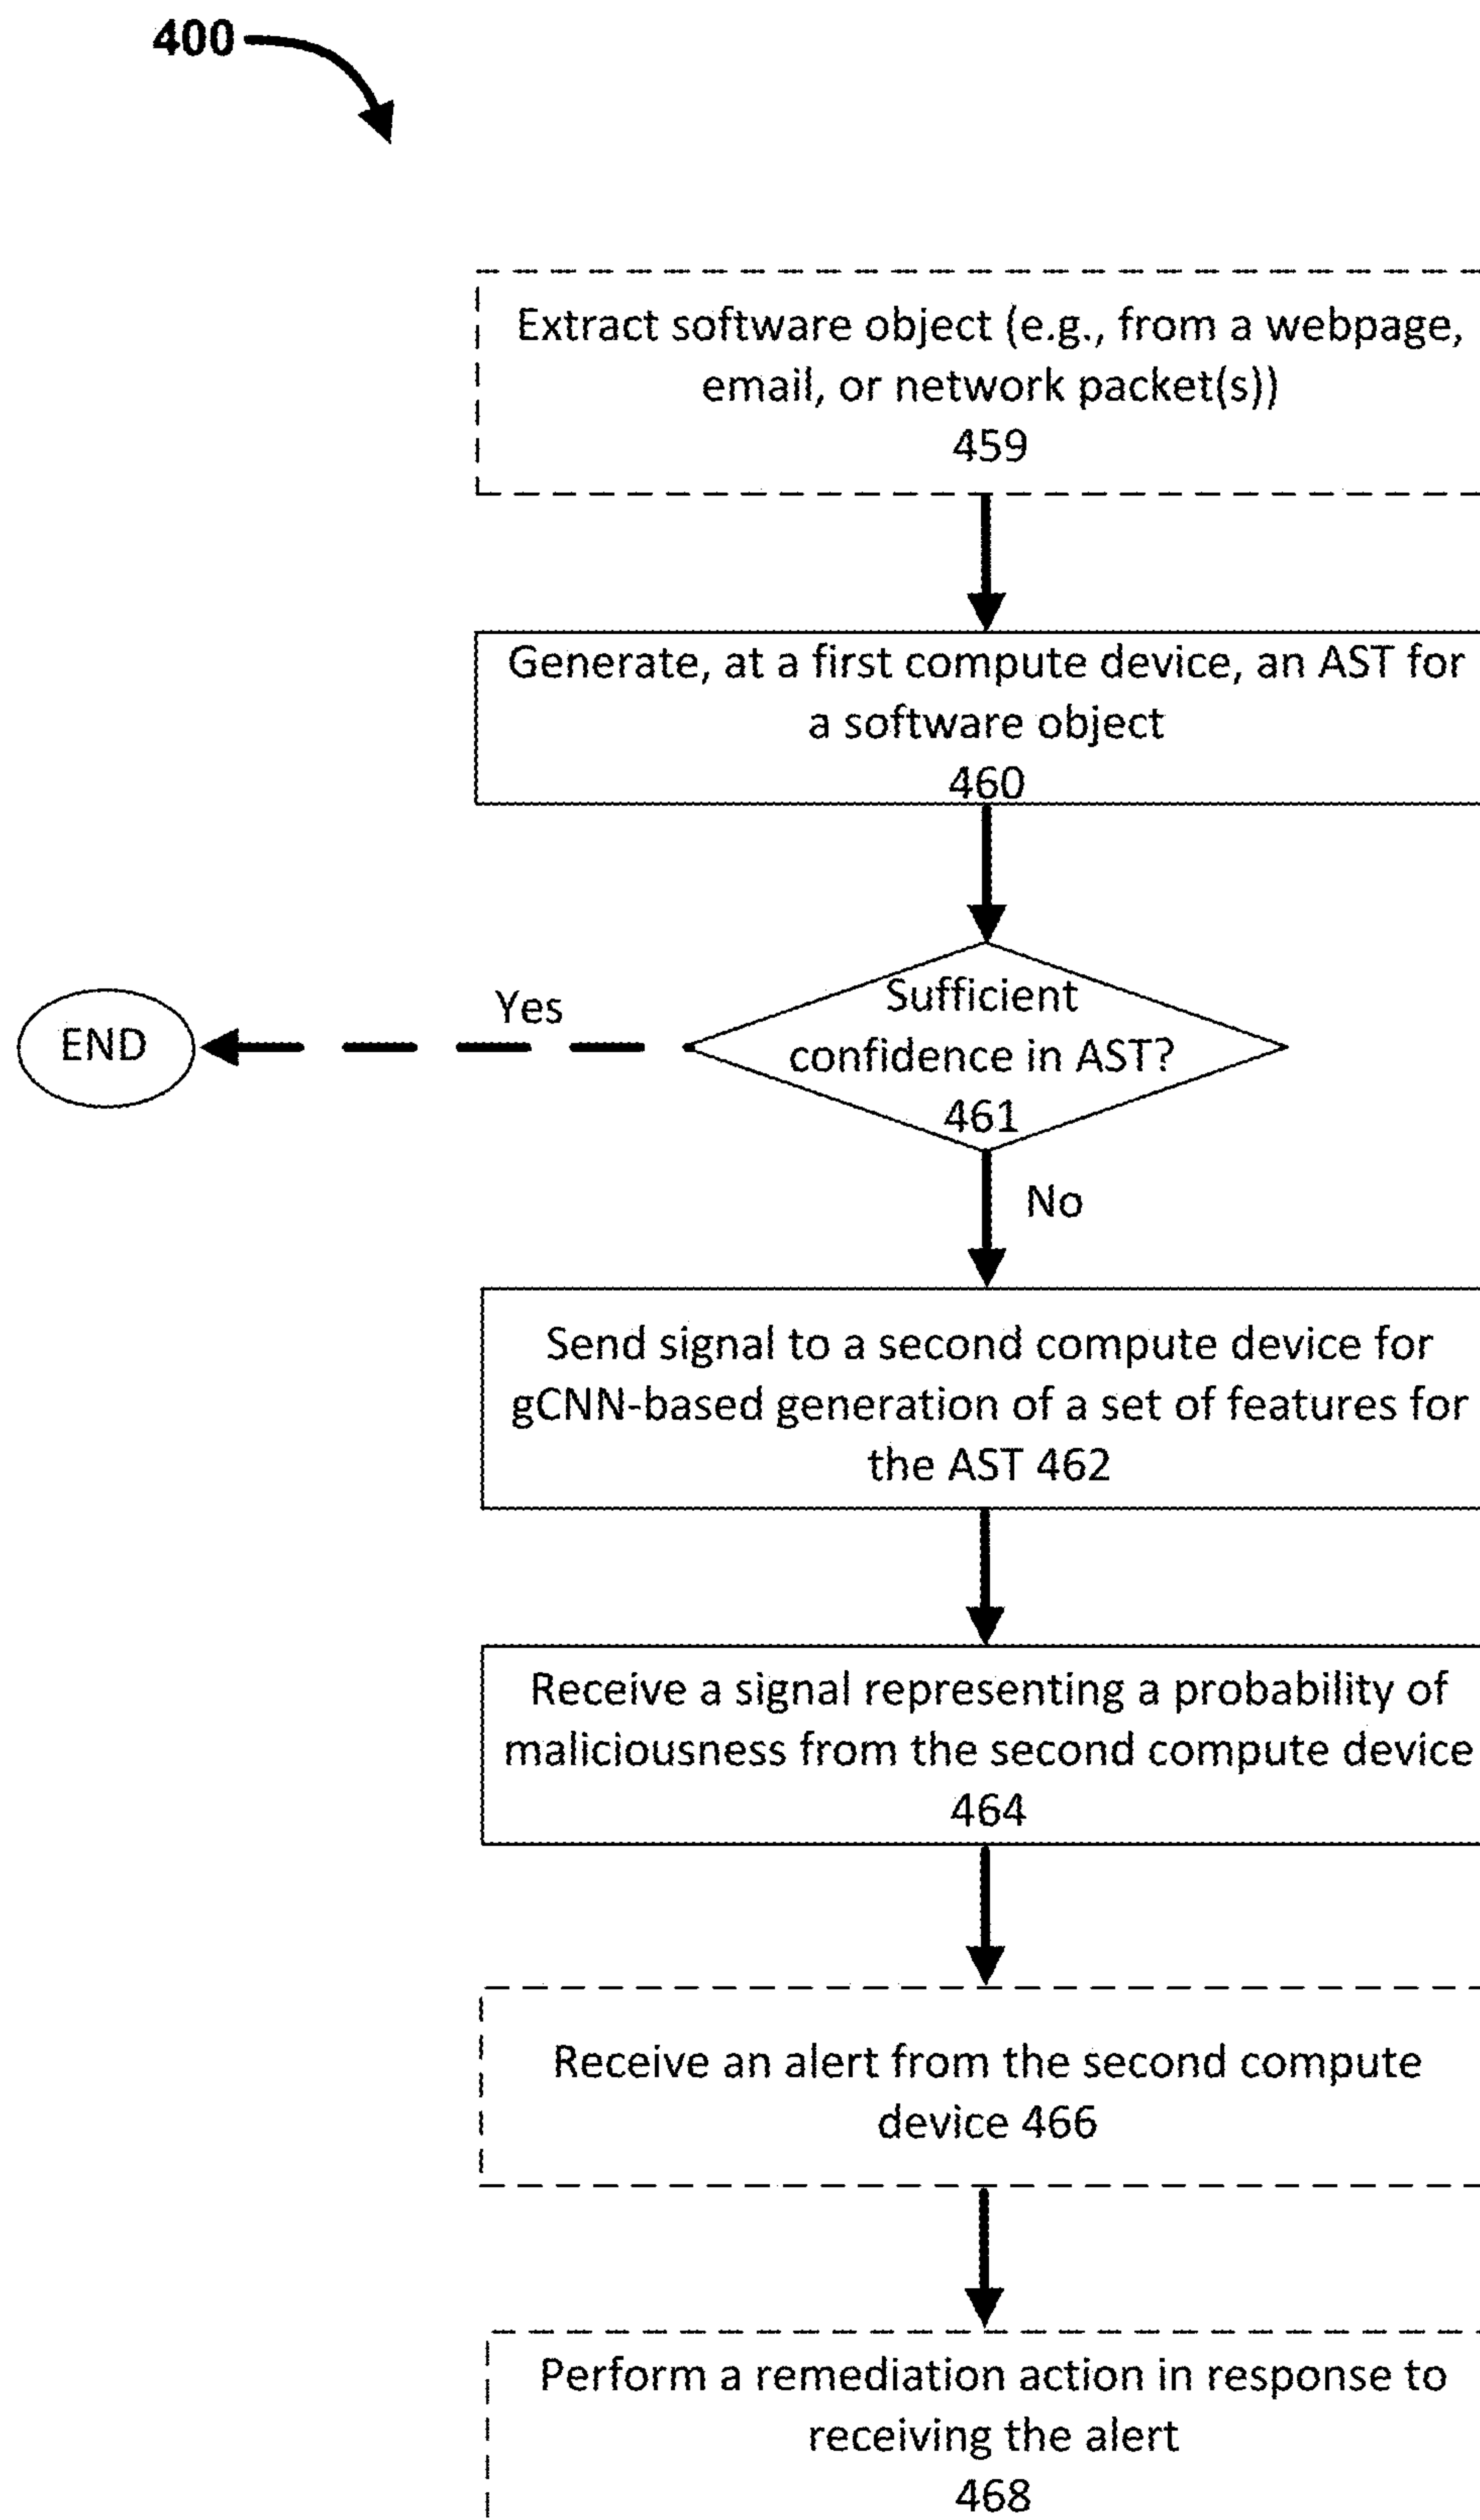 400
Extract software object (e.g., from a webpage,
email, or network packet(s))
459
Generate, at a first compute device, an AST for
a software object
460
Sufficient
confidence in AST?
461
Yes
END
No
Send signal to a second compute device for
gCNN-based generation of a set of features for
the AST 462
Receive a signal representing a probability of
maliciousness from the second compute device
464
Receive an alert from the second compute
device 466
Perform a remediation action in response to
receiving the alert
468